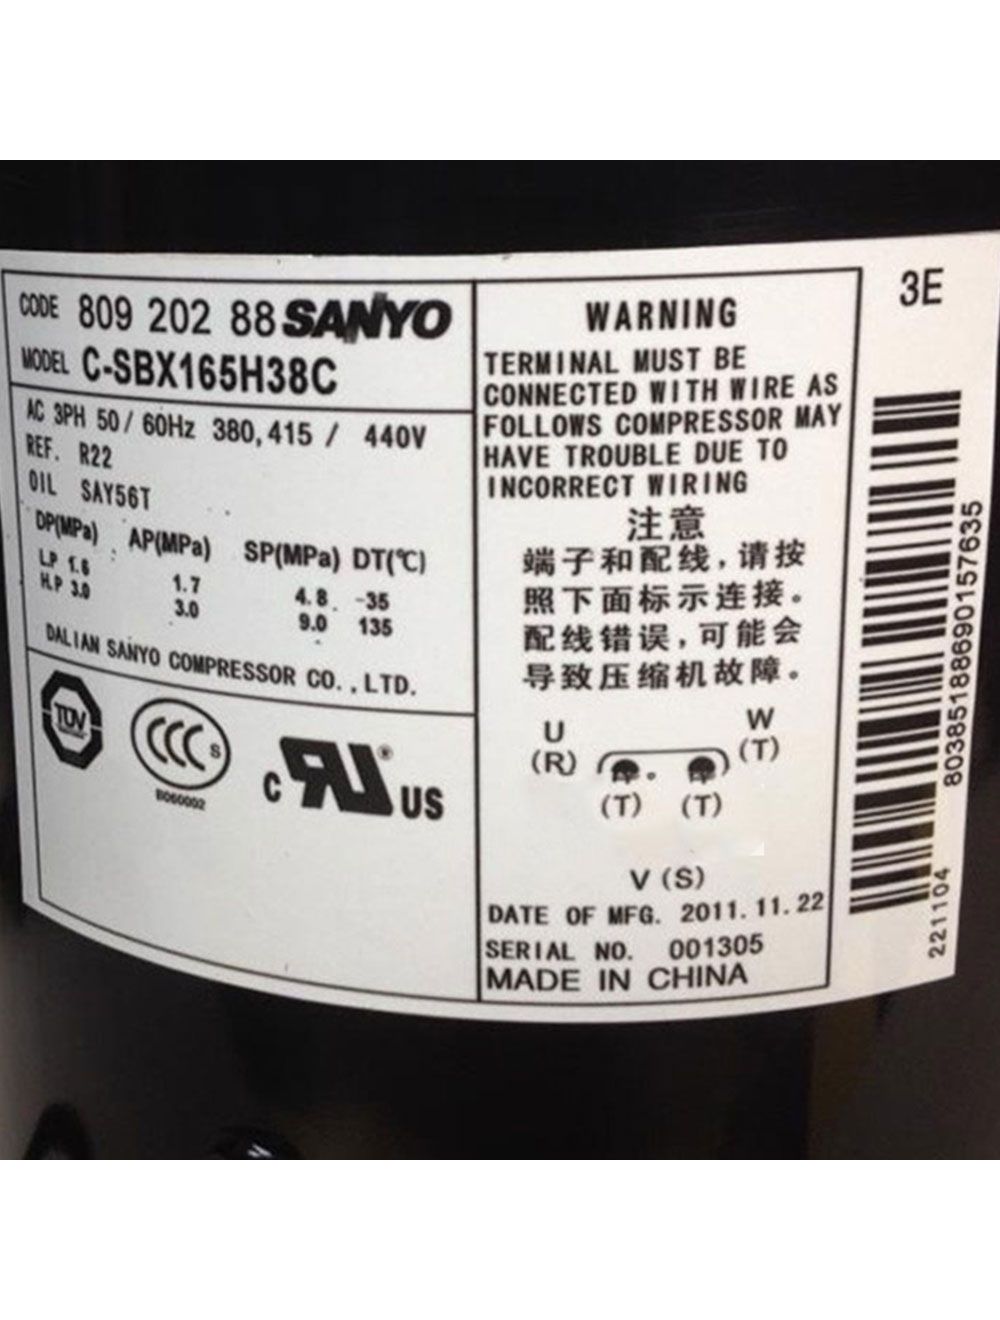 CODE 809 202 88 SANYO
MODEL C-SBX165H38C
AC 3PH 50/60Hz 380,415 / 440V
REF. R22
OIL SAY56T
DP(MPa) AP(MPa) SP(MPa) DT(℃)
LP 1.6 1.7 4.8 -35
H.P 3.0 3.0 9.0 135
DALIAN SANYO COMPRESSOR CO.,LTD.
TÜV
CCC S
B060002
C RU ® US
WARNING
TERMINAL MUST BE
CONNECTED WITH WIRE AS
FOLLOWS COMPRESSOR MAY
HAVE TROUBLE DUE TO
INCORRECT WIRING
注意
端子和配线，请按
照下面标示连接。
配线错误，可能会
导致压缩机故障。
U W
(R) (T)
(T) (T)
V (S)
DATE OF MFG. 2011.11.22
SERIAL NO. 001305
MADE IN CHINA
3E
80385188690157635
221104